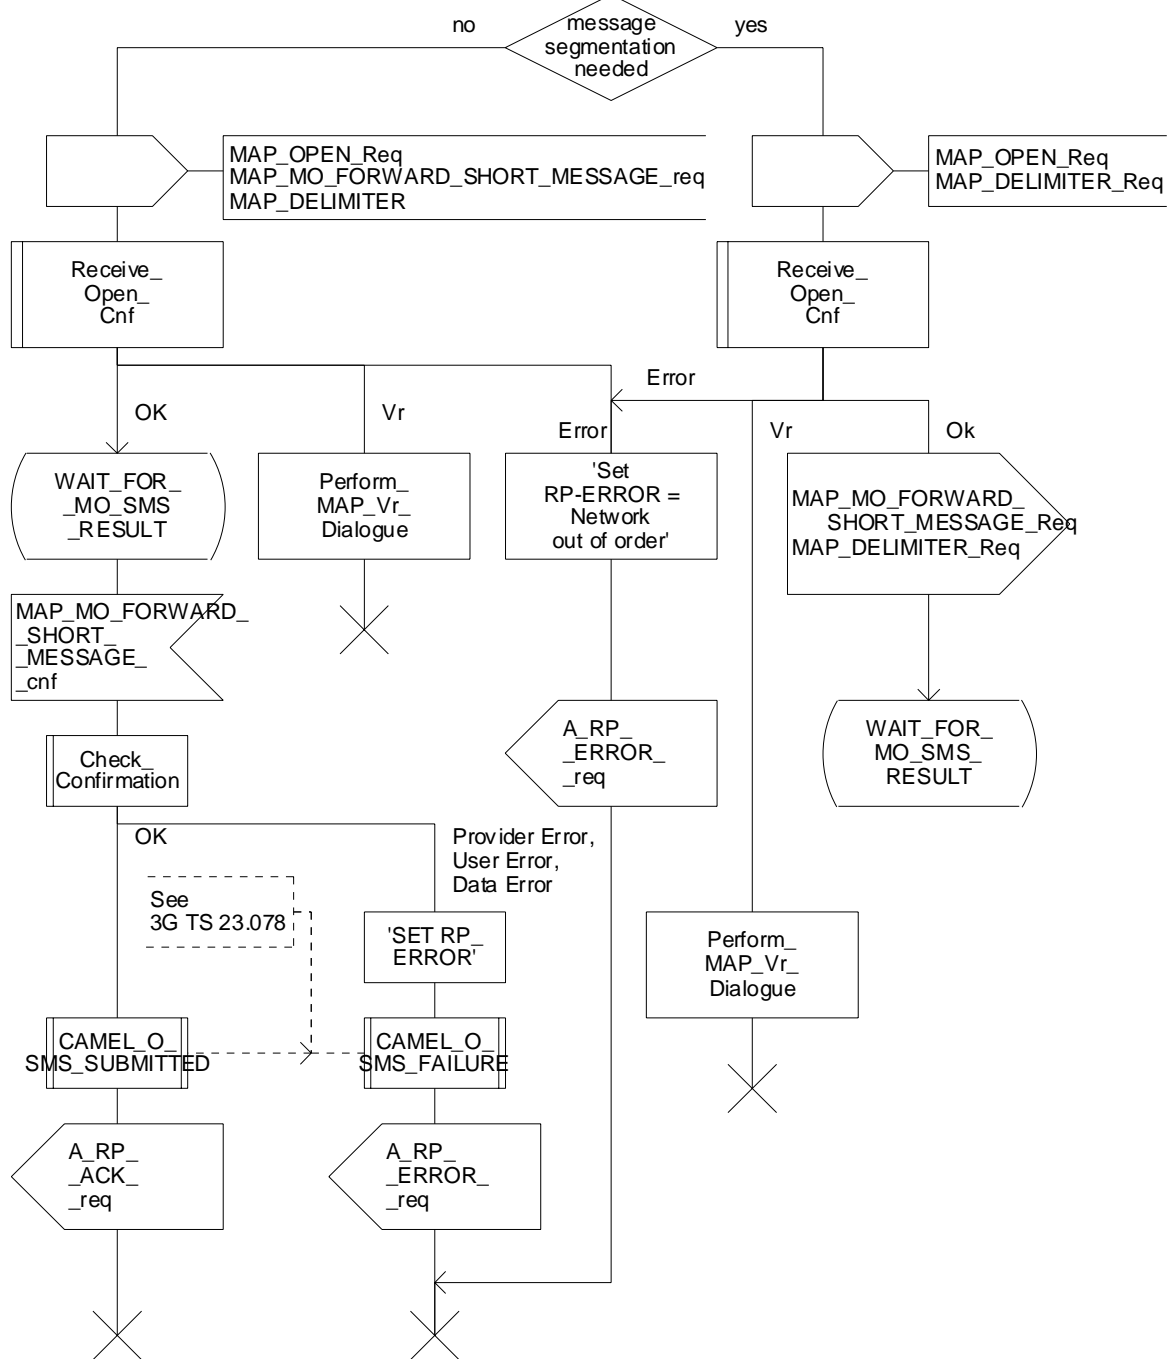 no
message
segmentation
needed
yes
MAP_OPEN_Req
MAP_MO_FORWARD_SHORT_MESSAGE_req
MAP_DELIMITER
MAP_OPEN_Req
MAP_DELIMITER_Req
Receive_
Open_
Cnf
Receive_
Open_
Cnf
Error
OK
Vr
Error
Vr
Ok
WAIT_FOR_
_MO_SMS
_RESULT
Perform_
MAP_Vr_
Dialogue
'Set
RP-ERROR =
Network
out of order'
MAP_MO_FORWARD_
SHORT_MESSAGE_Req
MAP_DELIMITER_Req
MAP_MO_FORWARD_
_SHORT_
_MESSAGE_
_cnf
A_RP_
_ERROR_
_req
WAIT_FOR_
MO_SMS_
RESULT
Check_
Confirmation
OK
Provider Error,
User Error,
Data Error
See
3G TS 23.078
'SET RP_
ERROR'
Perform_
MAP_Vr_
Dialogue
CAMEL_O_
SMS_SUBMITTED
CAMEL_O_
SMS_FAILURE
A_RP_
_ACK_
_req
A_RP_
_ERROR_
_req